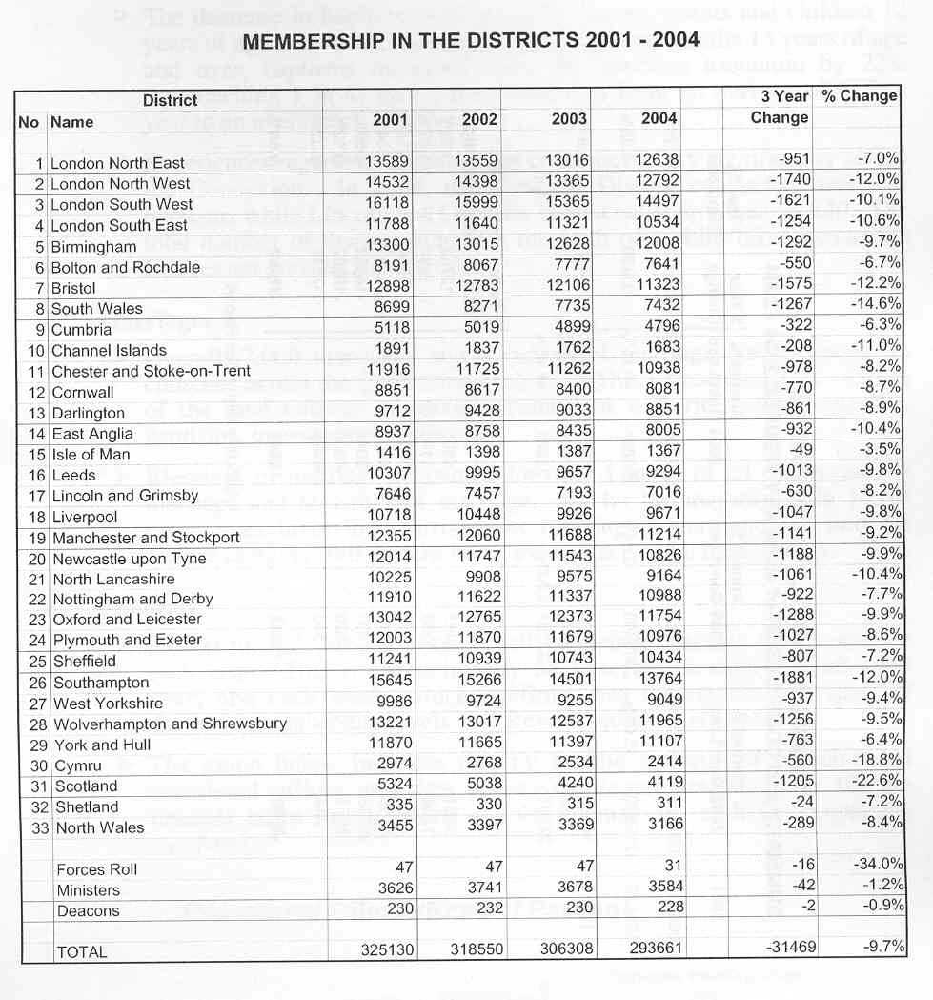 MEMBERSHIP IN THE DISTRICTS 2001 - 2004
District 3 Year % Change
No Name 2001 2002 2003 2004 Change
1 London North East 13589 13559 13016 12638 -951 -7.0%
2 London North West 14532 14398 13365 12792 -1740 -12.0%
3 London South West 16118 15999 15365 14497 -1621 -10.1%
4 London South East 11788 11640 11321 10534 -1254 -10.6%
5 Birmingham 13300 13015 12628 12008 -1292 -9.7%
6 Bolton and Rochdale 8191 8067 7777 7641 -550 -6.7%
7 Bristol 12898 12783 12106 11323 -1575 -12.2%
8 South Wales 8699 8271 7735 7432 -1267 -14.6%
9 Cumbria 5118 5019 4899 4796 -322 -6.3%
10 Channel Islands 1891 1837 1762 1683 -208 -11.0%
11 Chester and Stoke-on-Trent 11916 11725 11262 10938 -978 -8.2%
12 Cornwall 8851 8617 8400 8081 -770 -8.7%
13 Darlington 9712 9428 9033 8851 -861 -8.9%
14 East Anglia 8937 8758 8435 8005 -932 -10.4%
15 Isle of Man 1416 1398 1387 1367 -49 -3.5%
16 Leeds 10307 9995 9657 9294 -1013 -9.8%
17 Lincoln and Grimsby 7646 7457 7193 7016 -630 -8.2%
18 Liverpool 10718 10448 9926 9671 -1047 -9.8%
19 Manchester and Stockport 12355 12060 11688 11214 -1141 -9.2%
20 Newcastle upon Tyne 12014 11747 11543 10826 -1188 -9.9%
21 North Lancashire 10225 9908 9575 9164 -1061 -10.4%
22 Nottingham and Derby 11910 11622 11337 10988 -922 -7.7%
23 Oxford and Leicester 13042 12765 12373 11754 -1288 -9.9%
24 Plymouth and Exeter 12003 11870 11679 10976 -1027 -8.6%
25 Sheffield 11241 10939 10743 10434 -807 -7.2%
26 Southampton 15645 15266 14501 13764 -1881 -12.0%
27 West Yorkshire 9986 9724 9255 9049 -937 -9.4%
28 Wolverhampton and Shrewsbury 13221 13017 12537 11965 -1256 -9.5%
29 York and Hull 11870 11665 11397 11107 -763 -6.4%
30 Cymru 2974 2768 2534 2414 -560 -18.8%
31 Scotland 5324 5038 4240 4119 -1205 -22.6%
32 Shetland 335 330 315 311 -24 -7.2%
33 North Wales 3455 3397 3369 3166 -289 -8.4%
Forces Roll 47 47 47 31 -16 -34.0%
Ministers 3626 3741 3678 3584 -42 -1.2%
Deacons 230 232 230 228 -2 -0.9%
TOTAL 325130 318550 306308 293661 -31469 -9.7%